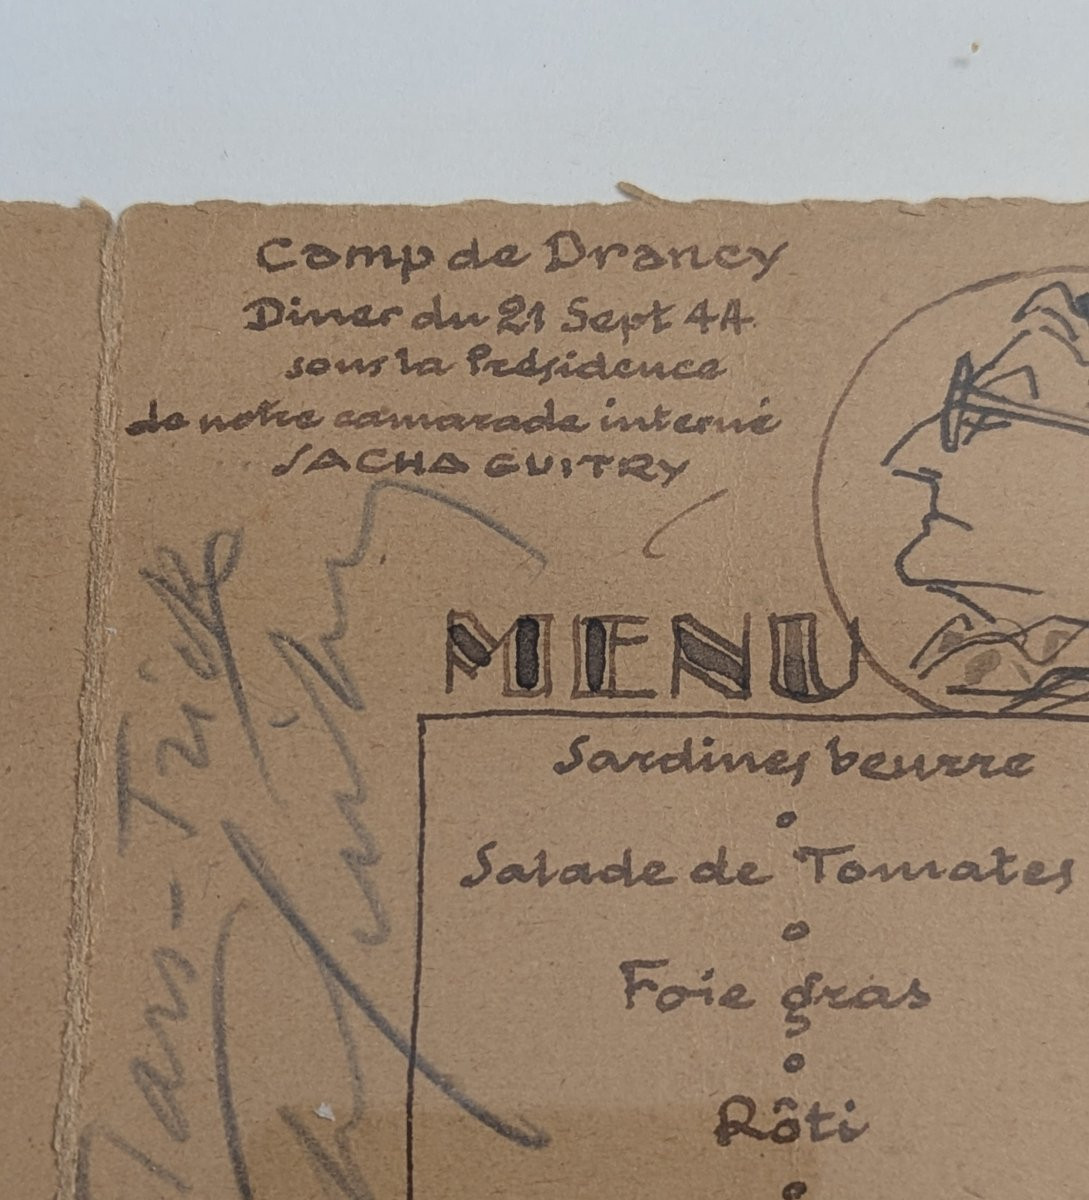 Camp de Drancy
Diner du 21 Sept 44
sous la Présidence
de notre camarade interné
SACHA GUITRY
MENU
Sardines beurre
Salade de Tomates
Foie gras
Rôti